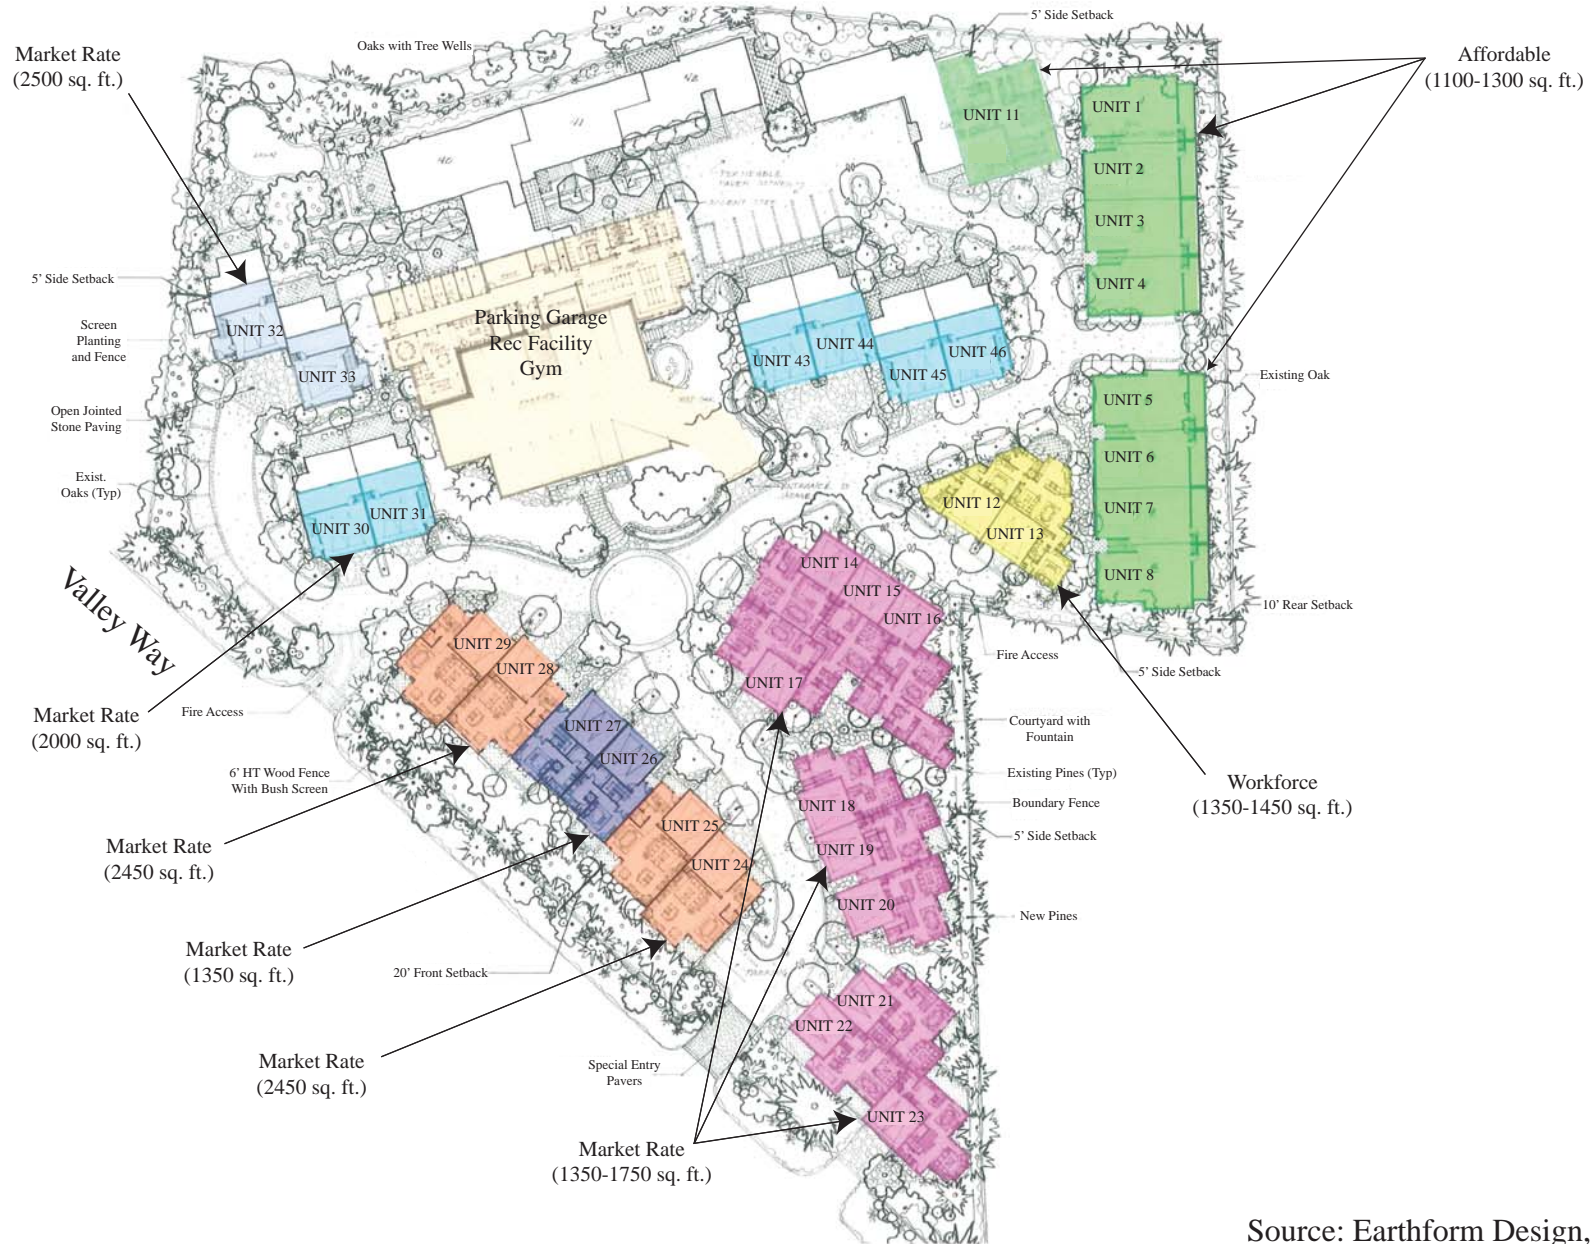 5' Side Setback
Oaks with Tree Wells
Market Rate
(2500 sq. ft.)
Affordable
(1100-1300 sq. ft.)
UNIT 11
UNIT 1
UNIT 2
UNIT 3
UNIT 4
5' Side Setback
Screen
Planting
and Fence
UNIT 32
UNIT 33
Parking Garage
Rec Facility
Gym
UNIT 43
UNIT 44
UNIT 45
UNIT 46
Existing Oak
Open Jointed
Stone Paving
UNIT 5
UNIT 6
UNIT 7
UNIT 8
Exist.
Oaks (Typ)
UNIT 30
UNIT 31
UNIT 12
UNIT 13
Valley Way
UNIT 14
UNIT 15
UNIT 16
UNIT 17
10' Rear Setback
Fire Access
5' Side Setback
UNIT 29
UNIT 28
UNIT 27
UNIT 26
UNIT 25
UNIT 24
Market Rate
(2000 sq. ft.)
Fire Access
Courtyard with
Fountain
6' HT Wood Fence
With Bush Screen
Existing Pines (Typ)
Workforce
(1350-1450 sq. ft.)
Boundary Fence
5' Side Setback
UNIT 18
UNIT 19
UNIT 20
Market Rate
(2450 sq. ft.)
New Pines
Market Rate
(1350 sq. ft.)
20' Front Setback
UNIT 21
UNIT 22
UNIT 23
Market Rate
(2450 sq. ft.)
Special Entry
Pavers
Market Rate
(1350-1750 sq. ft.)
Source: Earthform Design,